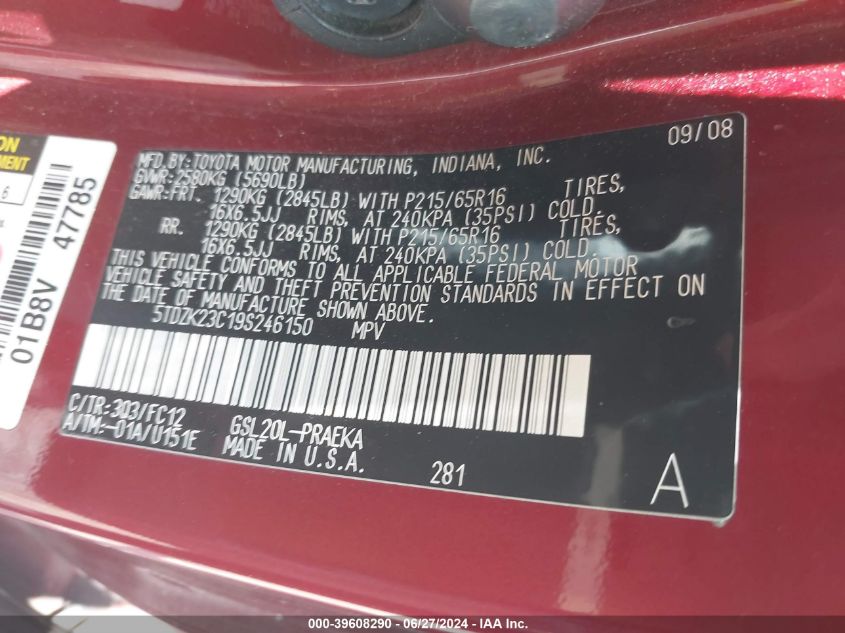 ON
EMENT
6
01B8V 47785
09/08
MFD.BY:TOYOTA MOTOR MANUFACTURING, INDIANA, INC.
GVWR:2580KG (5690LB)
GAWR:FRT. 1290KG (2845LB) WITH P215/65R16 TIRES,
16X6.5JJ RIMS, AT 240KPA (35PSI) COLD.
RR. 1290KG (2845LB) WITH P215/65R16 TIRES,
16X6.5JJ RIMS, AT 240KPA (35PSI) COLD.
THIS VEHICLE CONFORMS TO ALL APPLICABLE FEDERAL MOTOR
VEHICLE SAFETY AND THEFT PREVENTION STANDARDS IN EFFECT ON
THE DATE OF MANUFACTURE SHOWN ABOVE.
5TDZK23C19S246150 MPV
C/TR:3Q3/FC12
A/TM:-01A/U151E
GSL20L-PRAEKA
MADE IN U.S.A.
281
A
000-39608290 - 06/27/2024 - IAA Inc.